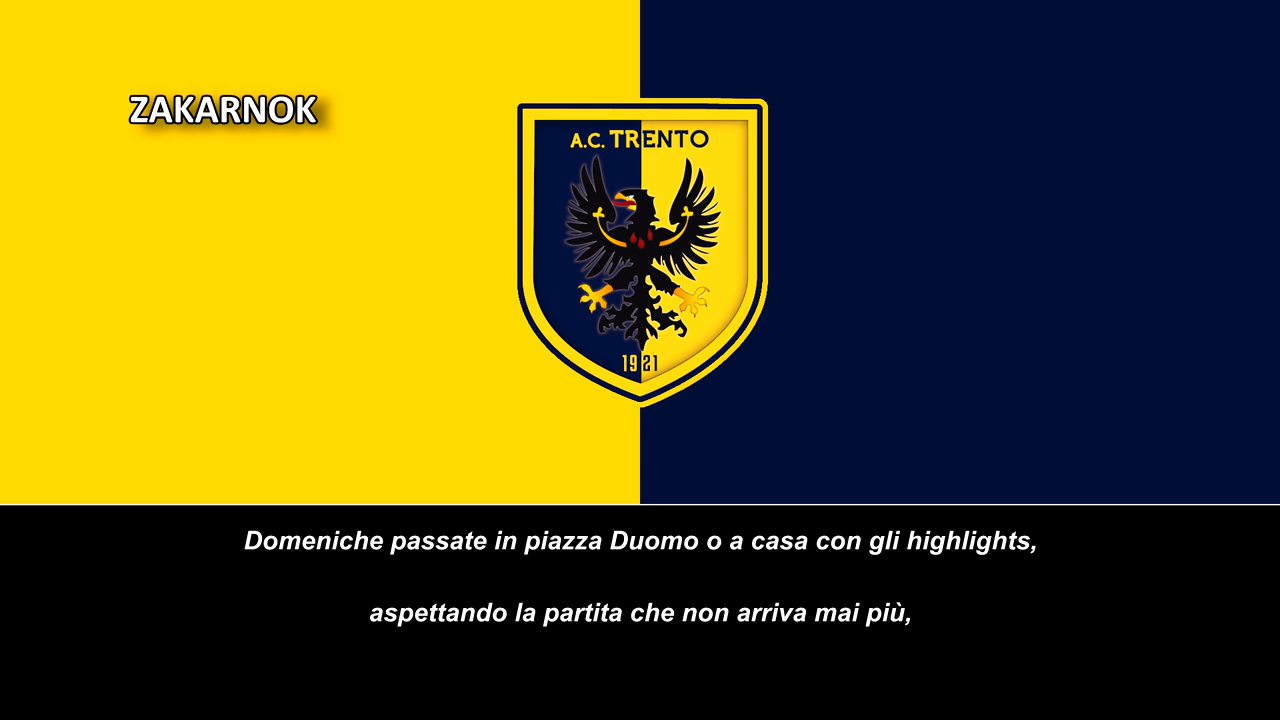 ZAKARNOK
A.C. TRENTO
1921
Domeniche passate in piazza Duomo o a casa con gli highlights,
aspettando la partita che non arriva mai più,